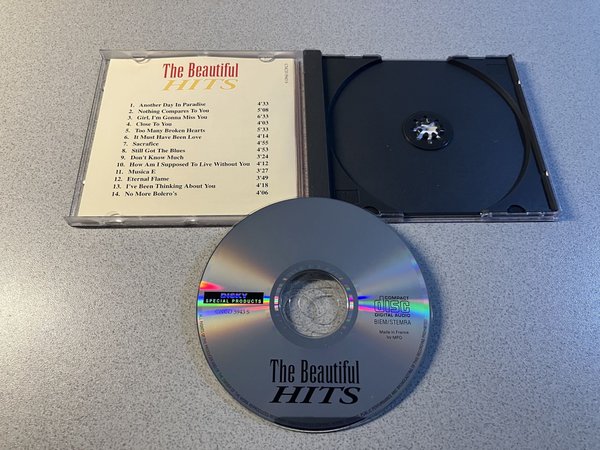 The Beautiful
HITS
1. Another Day In Paradise 4'33
2. Nothing Compares To You 5'08
3. Girl, I'm Gonna Miss You 4'33
4. Close To You 4'03
5. Too Many Broken Hearts 5'33
6. It Must Have Been Love 4'14
7. Sacrafice 4'55
8. Still Got The Blues 4'53
9. Don't Know Much 3'24
10. How Am I Supposed To Live Without You 4'12
11. Musica E 3'27
12. Eternal Flame 3'49
13. I've Been Thinking About You 4'18
14. No More Bolero's 4'06
DISKY
SPECIAL PRODUCTS
COMPACT
DISC
DIGITAL AUDIO
BIEM/STEMRA
Made in France
by MPO
The Beautiful
HITS